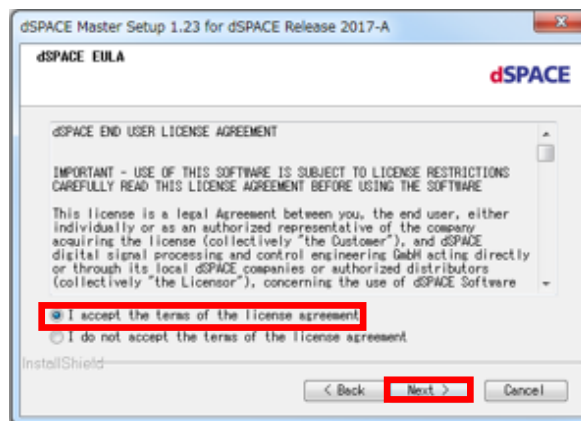 dSPACE Master Setup 1.23 for dSPACE Release 2017-A
dSPACE EULA
dSPACE
dSPACE END USER LICENSE AGREEMENT
IMPORTANT - USE OF THIS SOFTWARE IS SUBJECT TO LICENSE RESTRICTIONS
CAREFULLY READ THIS LICENSE AGREEMENT BEFORE USING THE SOFTWARE
This license is a legal Agreement between you, the end user, either
individually or as an authorized representative of the company
acquiring the license (collectively "the Customer"), and dSPACE
digital signal processing and control engineering GmbH acting directly
or through its local dSPACE companies or authorized distributors
(collectively "the Licensor"), concerning the use of dSPACE Software
I accept the terms of the license agreement
I do not accept the terms of the license agreement
InstallShield
< Back Next > Cancel